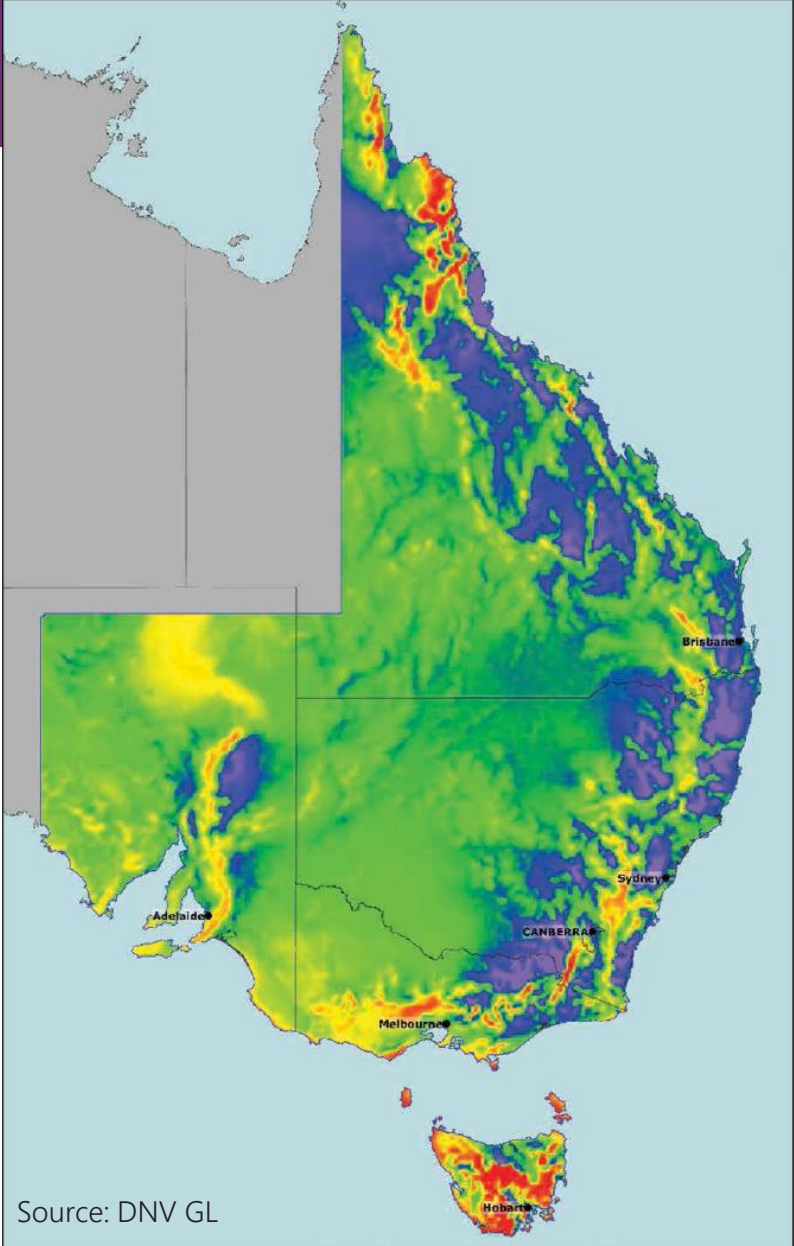 Brisbane
Sydney
Adelaide
CANBERRA
Melbourne
Hobart
Source: DNV GL